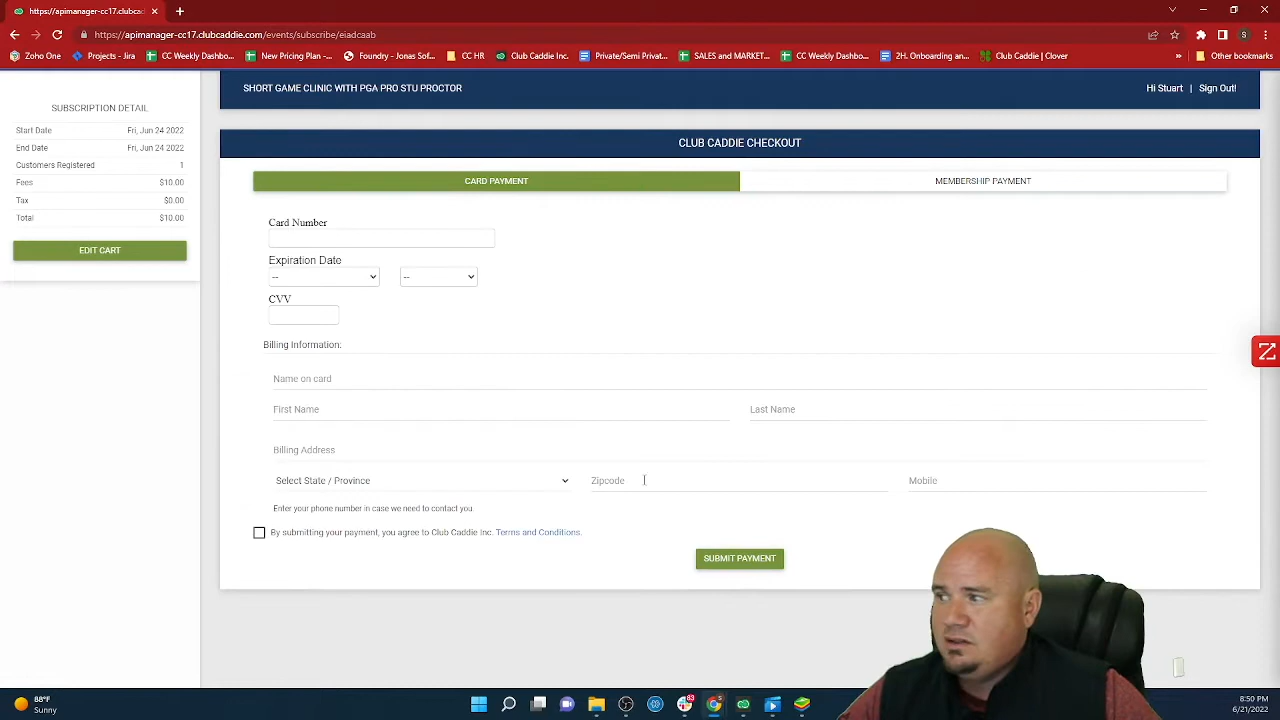 https://apimanager-cc17.clubcaddie
https://apimanager-cc17.clubcaddie.com/events/subscribe/eiadcaab
Zoho One
Projects - Jira
CC Weekly Dashbo...
New Pricing Plan -...
Foundry - Jonas Sof...
CC HR
Club Caddie Inc. -...
Private/Semi Privat...
SALES and MARKET...
CC Weekly Dashbo...
2H. Onboarding an...
Club Caddie | Clover
»
Other bookmarks
SUBSCRIPTION DETAIL
Start Date Fri, Jun 24 2022
End Date Fri, Jun 24 2022
Customers Registered 1
Fees $10.00
Tax $0.00
Total $10.00
EDIT CART
SHORT GAME CLINIC WITH PGA PRO STU PROCTOR
Hi Stuart | Sign Out!
CLUB CADDIE CHECKOUT
CARD PAYMENT
MEMBERSHIP PAYMENT
Card Number
Expiration Date
-- --
CVV
Billing Information:
Name on card
First Name Last Name
Billing Address
Select State / Province Zipcode Mobile
Enter your phone number in case we need to contact you
By submitting your payment, you agree to Club Caddie Inc. Terms and Conditions.
SUBMIT PAYMENT
88°F
Sunny
83
8:50 PM
6/21/2022